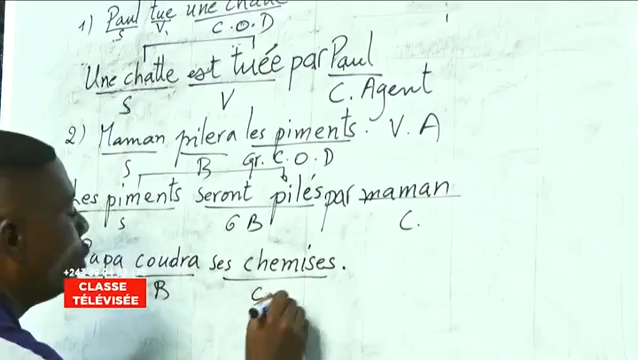 1) Paul tue une chatte
S V. C.O.D
Une chatte est tuée par Paul
S V C. Agent
2) Maman pilera les piments. V. A
S B gr. C.O.D
Les piments seront pilés par maman
S GB C.
Papa coudra ses chemises.
B C
CLASSE
TÉLÉVISÉE